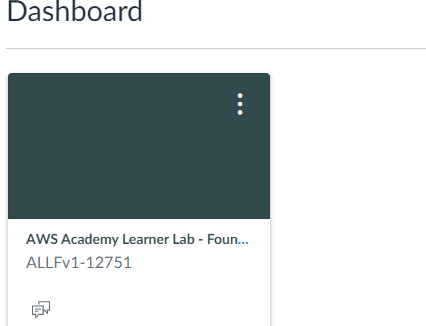 Dashboard
AWS Academy Learner Lab - Foun...
ALLFv1-12751